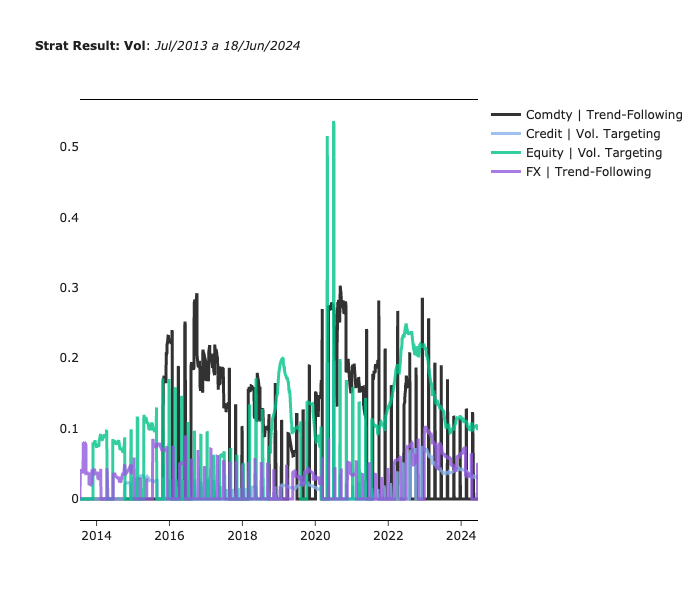 Strat Result: Vol: Jul/2013 a 18/Jun/2024
Comdty | Trend-Following
Credit | Vol. Targeting
Equity | Vol. Targeting
FX | Trend-Following
0.5
0.4
0.3
0.2
0.1
0
2014 2016 2018 2020 2022 2024